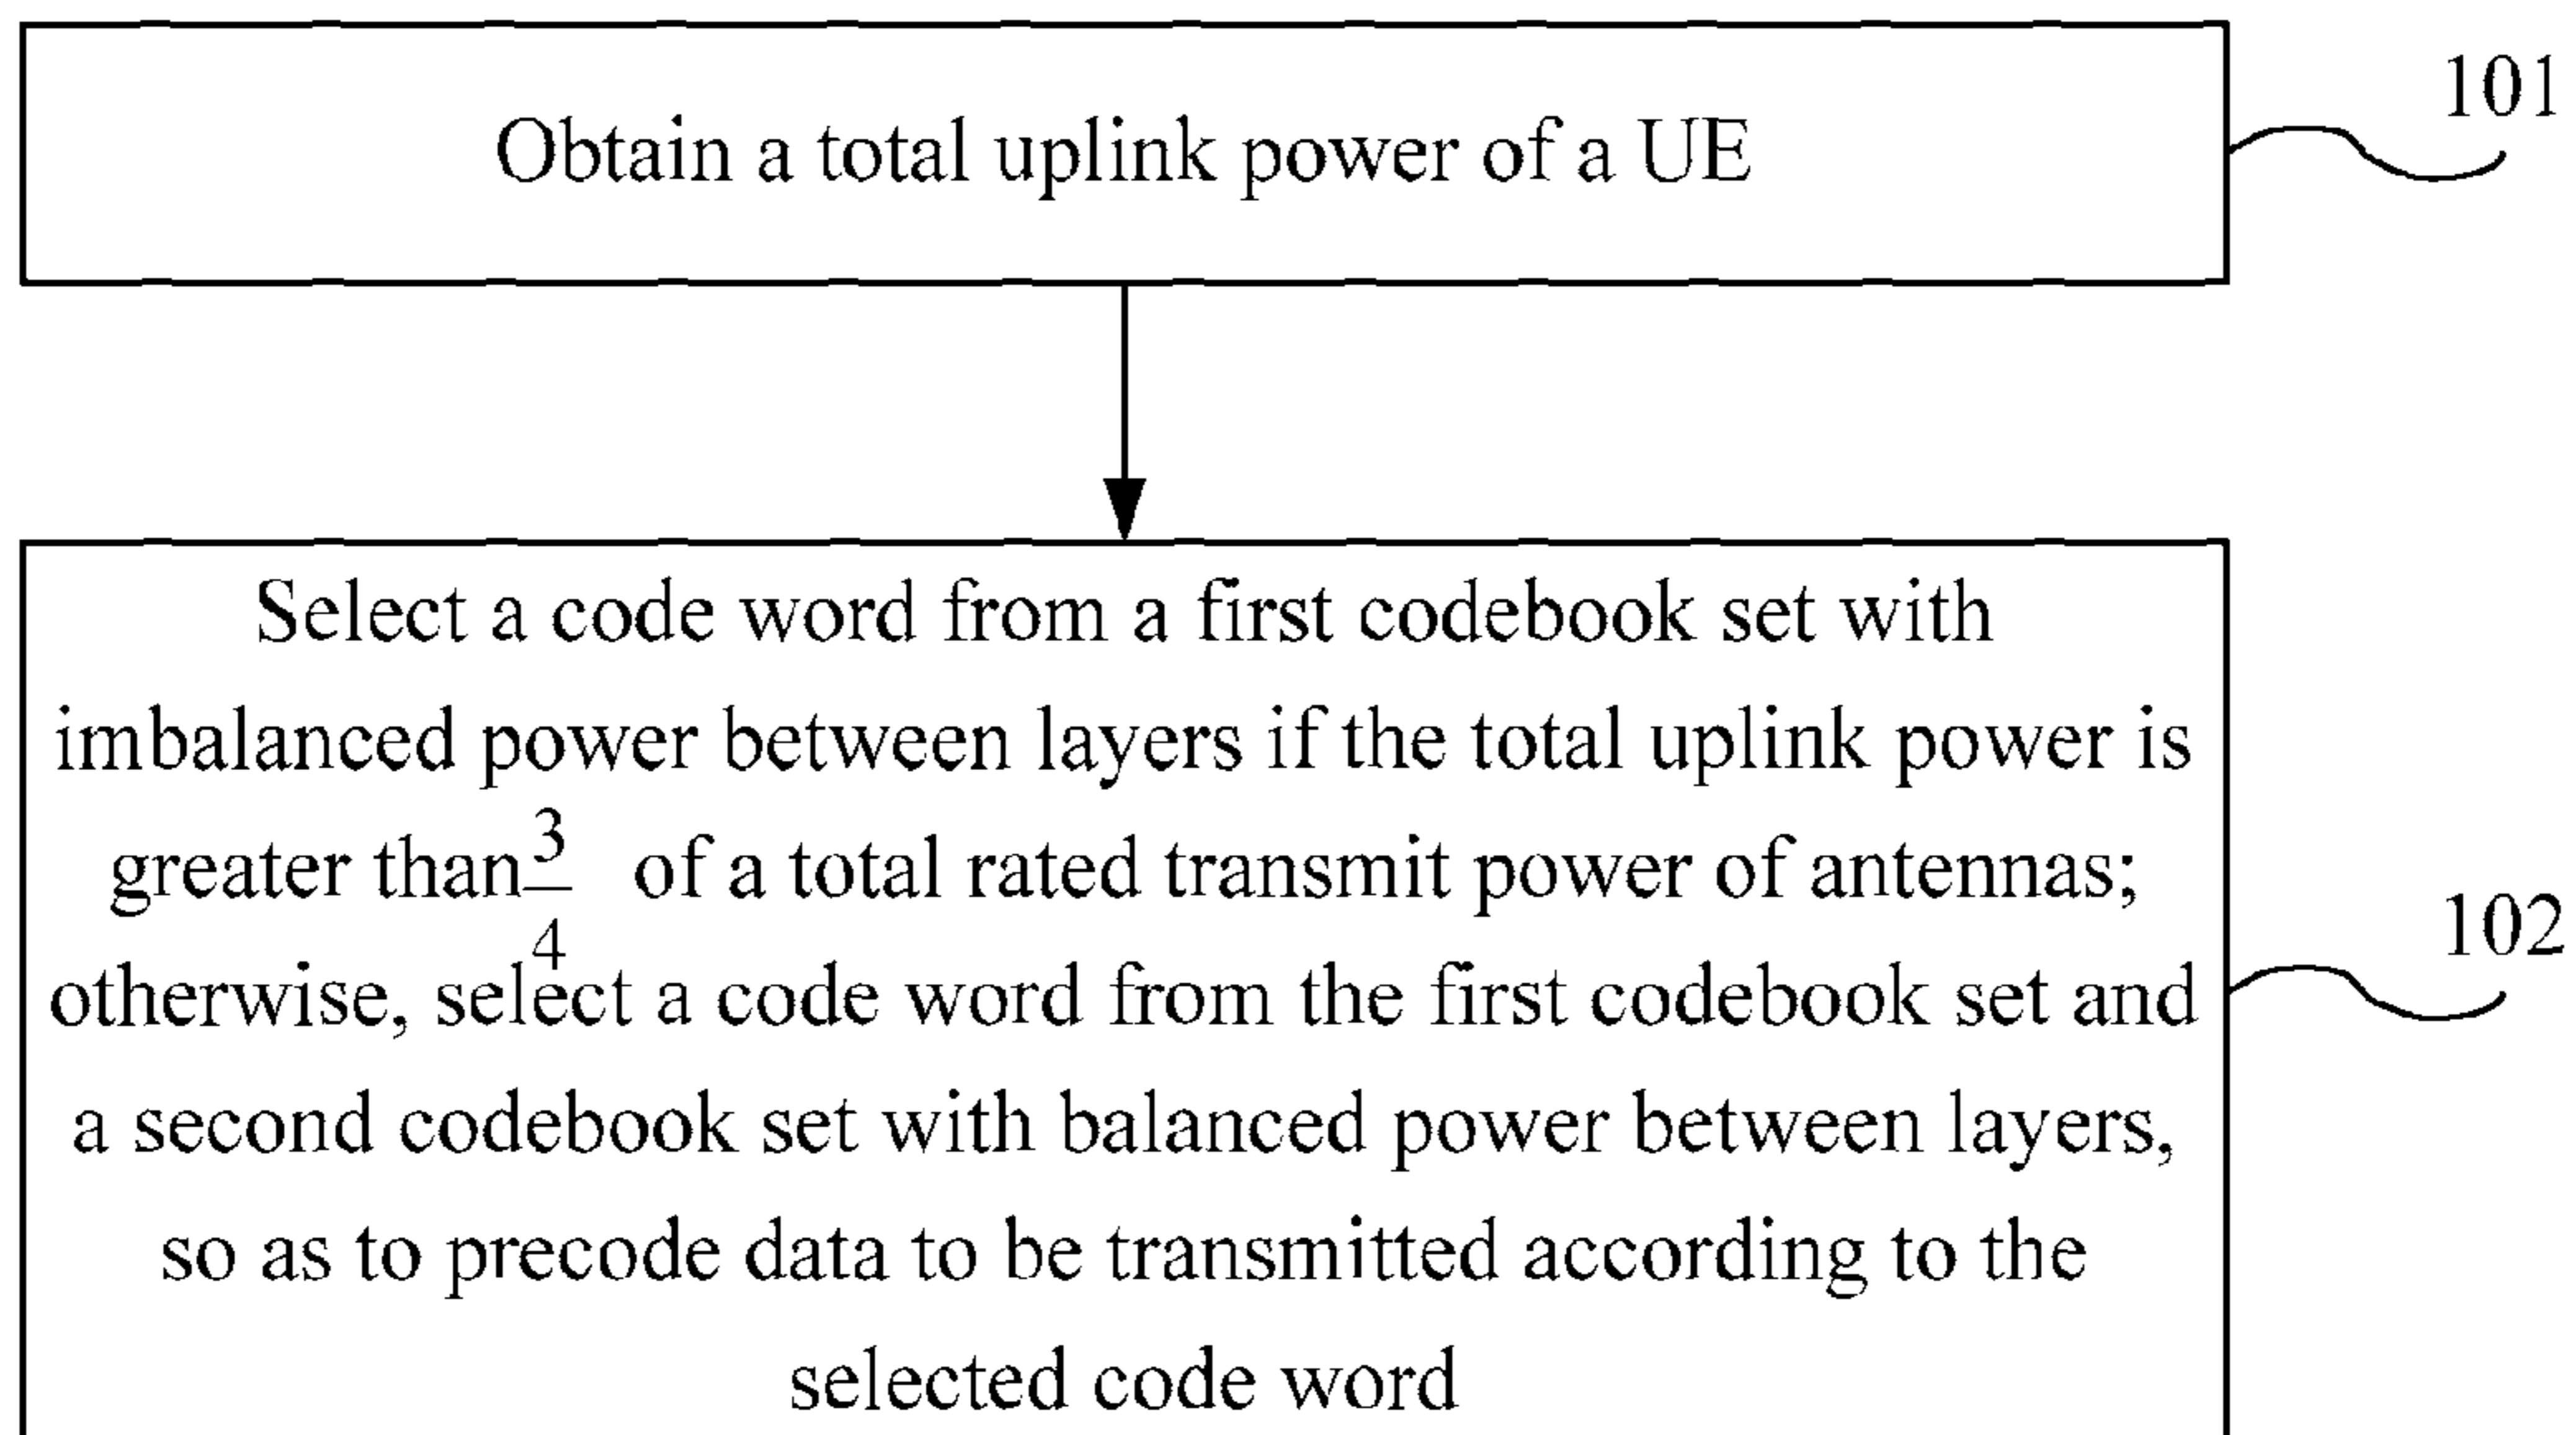 Obtain a total uplink power of a UE
101
Select a code word from a first codebook set with
imbalanced power between layers if the total uplink power is
greater than 3/4 of a total rated transmit power of antennas;
otherwise, select a code word from the first codebook set and
a second codebook set with balanced power between layers,
so as to precode data to be transmitted according to the
selected code word
102